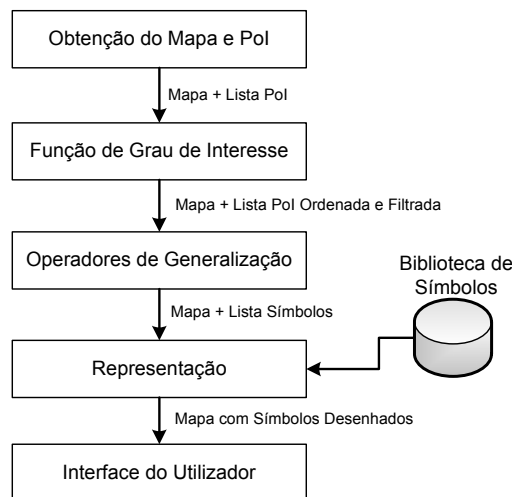 Obtenção do Mapa e PoI
Mapa + Lista PoI
Função de Grau de Interesse
Mapa + Lista PoI Ordenada e Filtrada
Operadores de Generalização
Biblioteca de
Símbolos
Mapa + Lista Símbolos
Representação
Mapa com Símbolos Desenhados
Interface do Utilizador